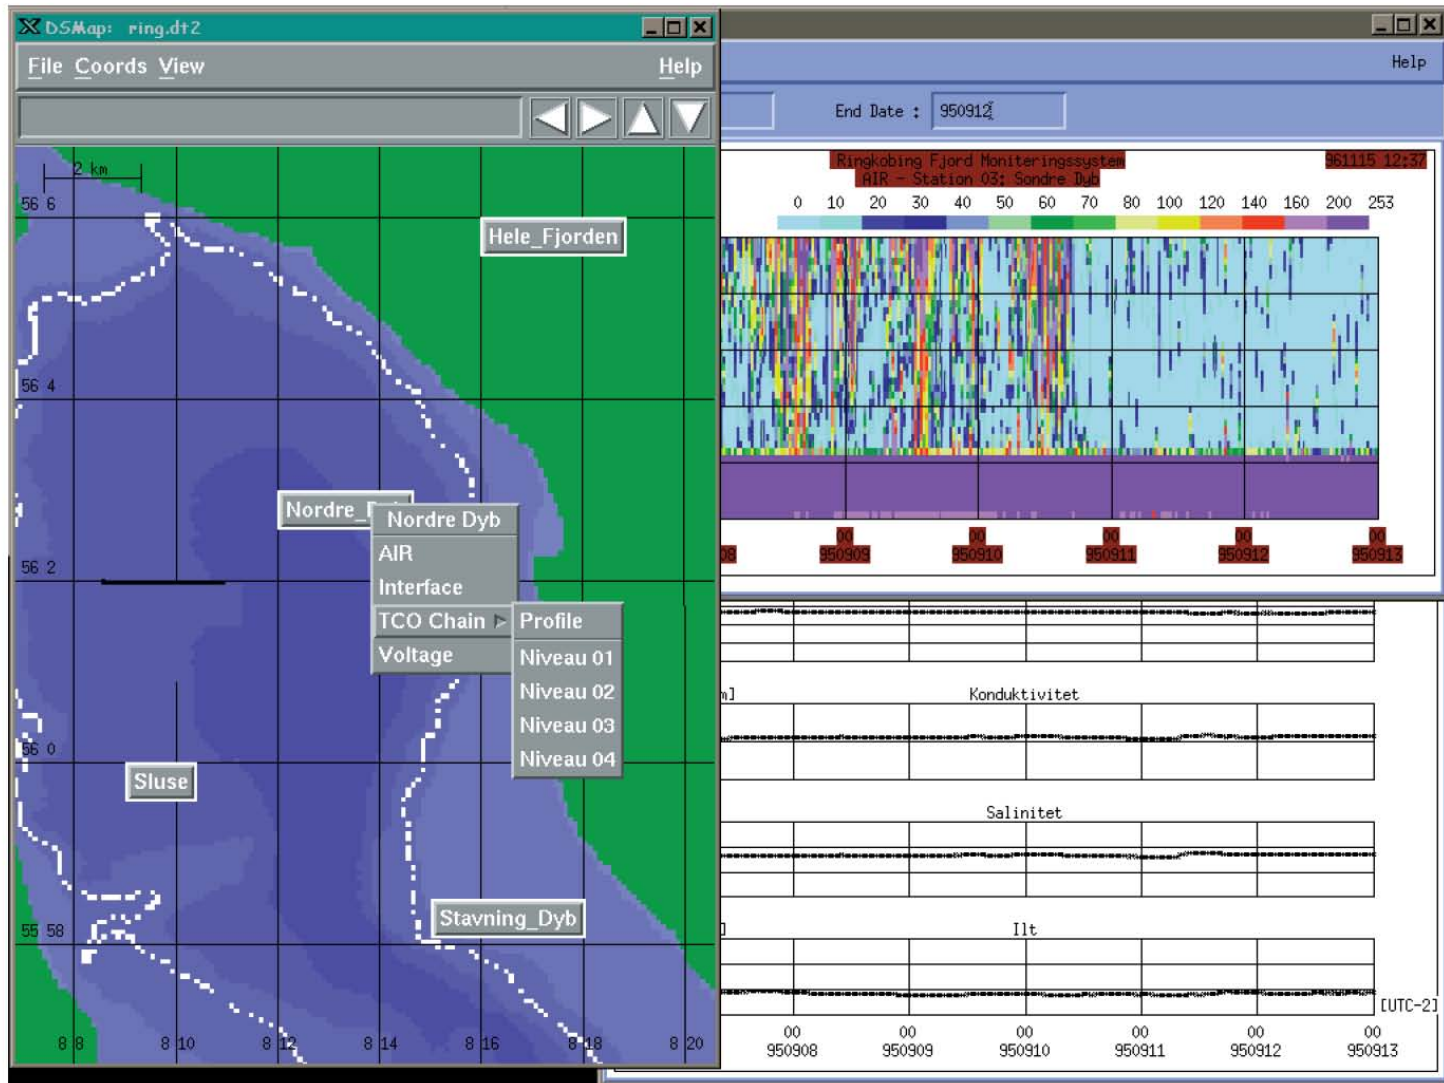 DSMap: ring.dt2
File Coords View Help
2 km
56 6
Hele_Fjorden
56 4
Nordre_
Nordre Dyb
AIR
56 2
Interface
TCO Chain
Profile
Voltage
Niveau 01
Niveau 02
Niveau 03
Niveau 04
56 0
Sluse
Stavning_Dyb
55 58
8 8 8 10 8 12 8 14 8 16 8 18 8 20
Help
End Date : 950912
Ringkobing Fjord Moniteringssystem 961115 12:37
AIR - Station 03: Sondre Dyb
0 10 20 30 40 50 60 70 80 100 120 140 160 200 253
00 00 00 00 00
08 950909 950910 950911 950912 950913
m] Konduktivitet
Salinitet
] Ilt
[UTC-2]
00 00 00 00 00 00
950908 950909 950910 950911 950912 950913